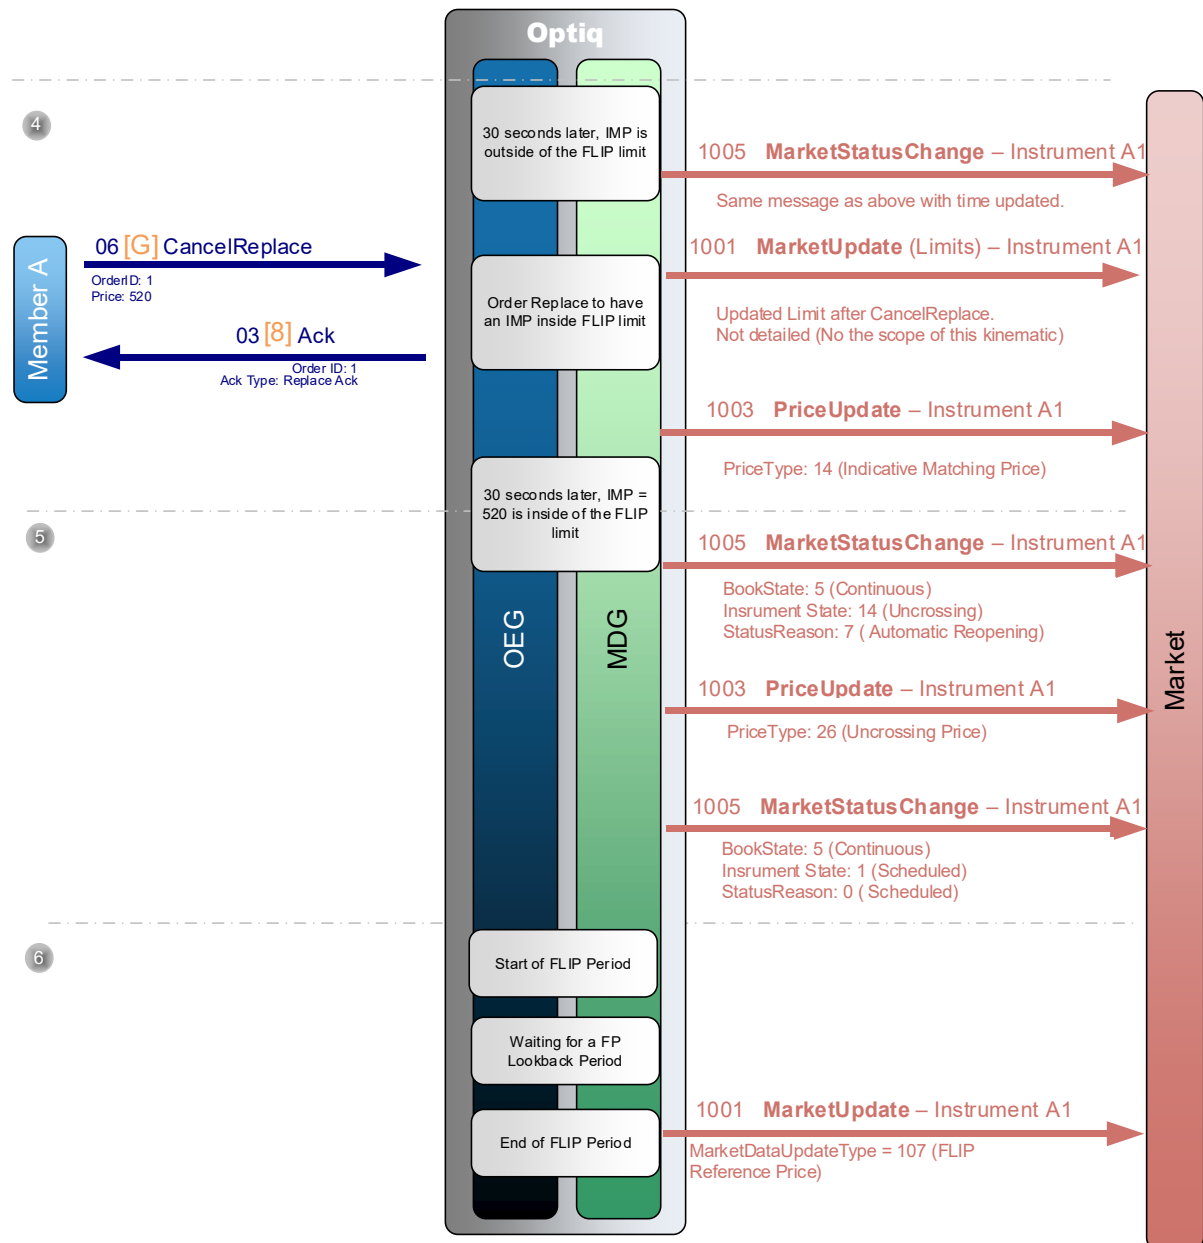 Optiq
4
30 seconds later, IMP is
outside of the FLIP limit
1005 MarketStatusChange – Instrument A1
Same message as above with time updated.
Member A
06 [G] CancelReplace
OrderID: 1
Price: 520
1001 MarketUpdate (Limits) – Instrument A1
Order Replace to have
an IMP inside FLIP limit
Updated Limit after CancelReplace.
Not detailed (No the scope of this kinematic)
03 [8] Ack
Order ID: 1
Ack Type: Replace Ack
1003 PriceUpdate – Instrument A1
PriceType: 14 (Indicative Matching Price)
30 seconds later, IMP =
520 is inside of the FLIP
limit
5
1005 MarketStatusChange – Instrument A1
BookState: 5 (Continuous)
Insrument State: 14 (Uncrossing)
StatusReason: 7 ( Automatic Reopening)
OEG
MDG
Market
1003 PriceUpdate – Instrument A1
PriceType: 26 (Uncrossing Price)
1005 MarketStatusChange – Instrument A1
BookState: 5 (Continuous)
Insrument State: 1 (Scheduled)
StatusReason: 0 ( Scheduled)
6
Start of FLIP Period
Waiting for a FP
Lookback Period
End of FLIP Period
1001 MarketUpdate – Instrument A1
MarketDataUpdateType = 107 (FLIP
Reference Price)